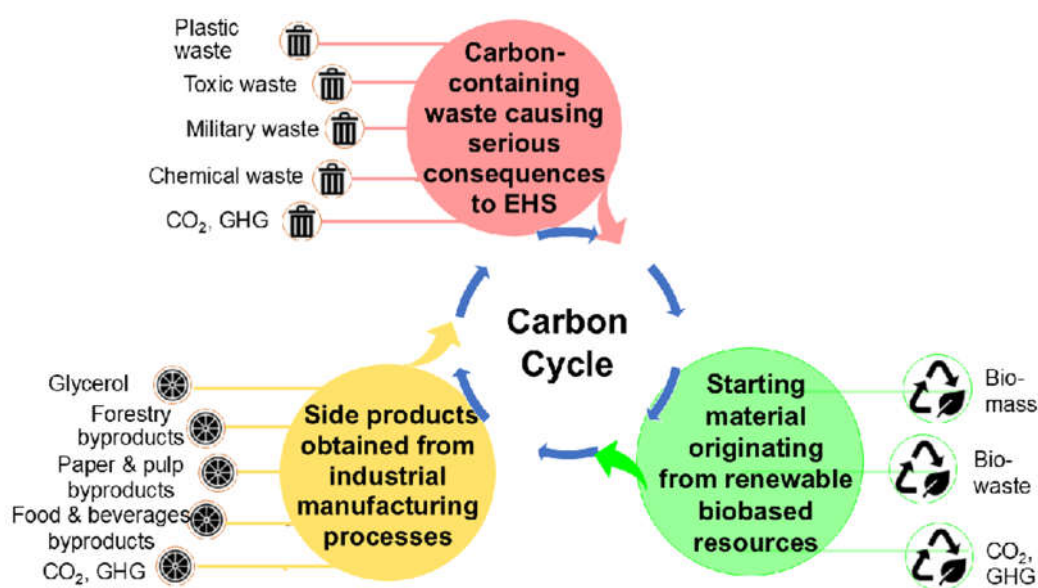 Plastic
waste
Toxic waste
Military waste
Chemical waste
CO₂, GHG
Carbon-
containing
waste causing
serious
consequences
to EHS
Carbon
Cycle
Glycerol
Forestry
byproducts
Paper & pulp
byproducts
Food & beverages
byproducts
CO₂, GHG
Side products
obtained from
industrial
manufacturing
processes
Starting
material
originating
from renewable
biobased
resources
Bio-
mass
Bio-
waste
CO₂,
GHG